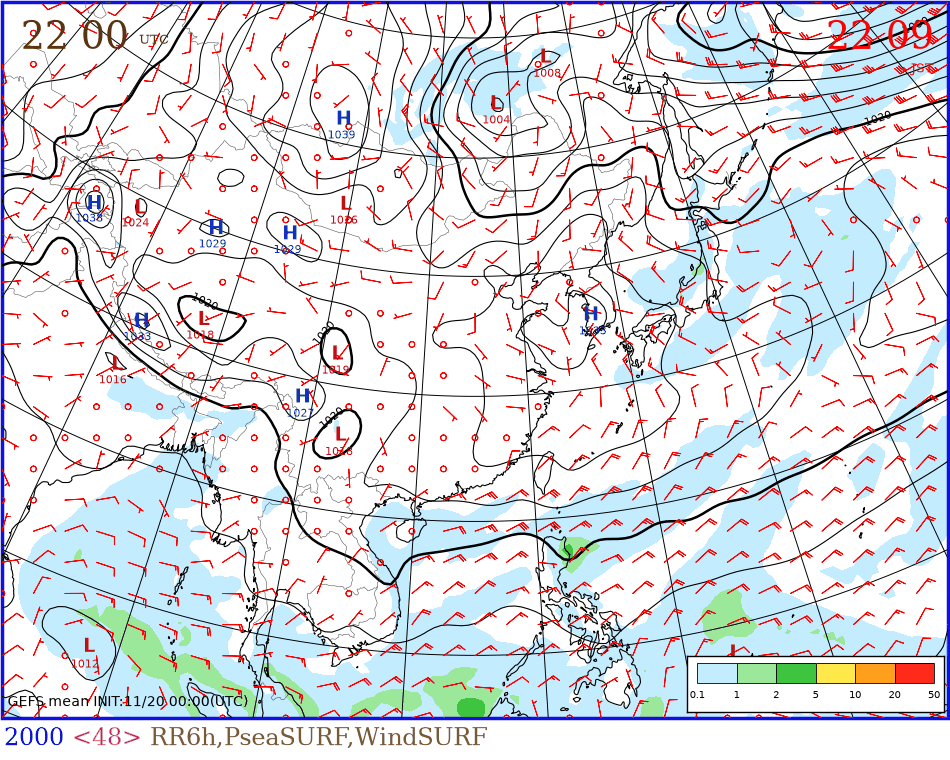 22 00 UTC
22 09 JST
L 1008
L 1004
1020
H 1039
H 1038
L 1024
L 1026
H 1029
H 1029
1020
L 1018
H 1033
1020
L 1019
L 1016
H 1027
1020
L
L 1012
L
GEFS mean INIT:11/20 00:00(UTC)
0.1 1 2 5 10 20 50
2000 <48> RR6h,PseaSURF,WindSURF